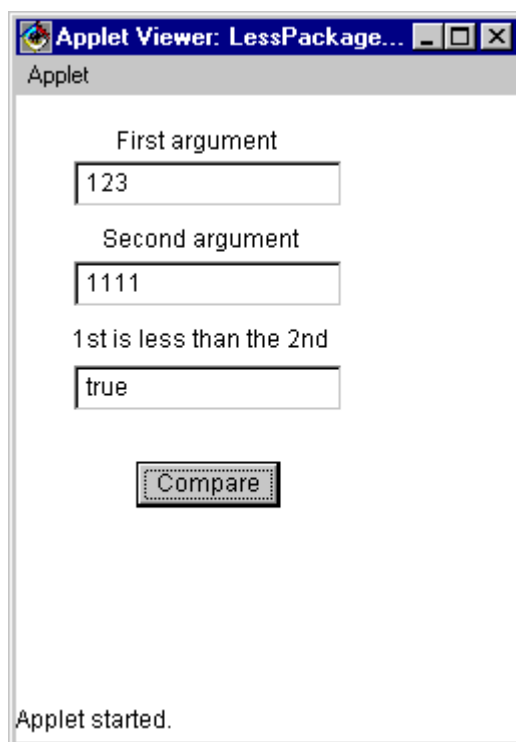 Applet Viewer: LessPackage...
Applet
First argument
123
Second argument
1111
1st is less than the 2nd
true
Compare
Applet started.